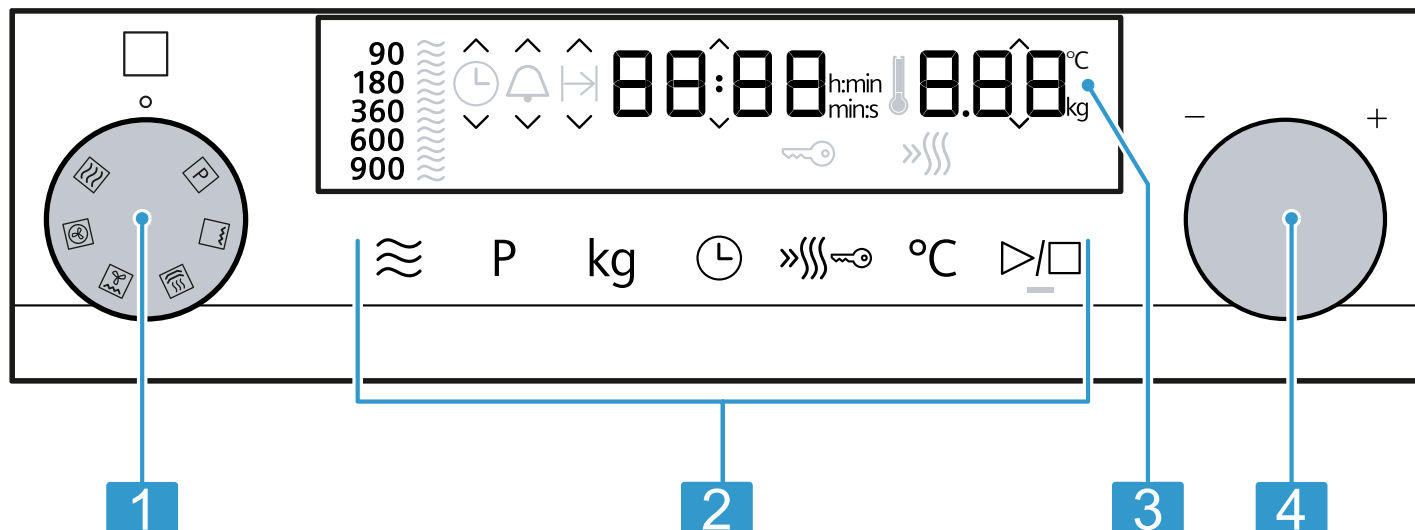 90
180
360
600
900
88:88 h:min
min:s
8.88 °C
kg
− +
P
P kg °C
1 2 3 4